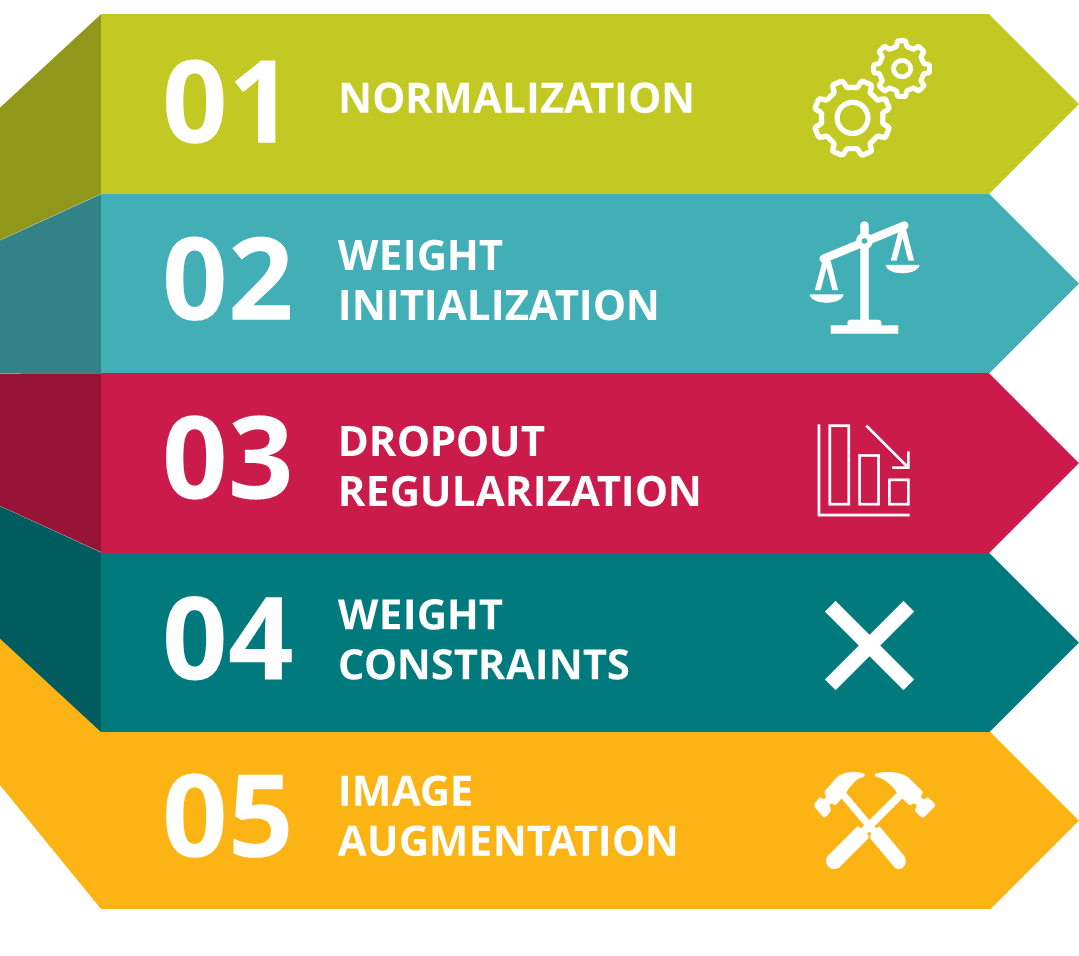 01
NORMALIZATION
02
WEIGHT
INITIALIZATION
03
DROPOUT
REGULARIZATION
04
WEIGHT
CONSTRAINTS
05
IMAGE
AUGMENTATION